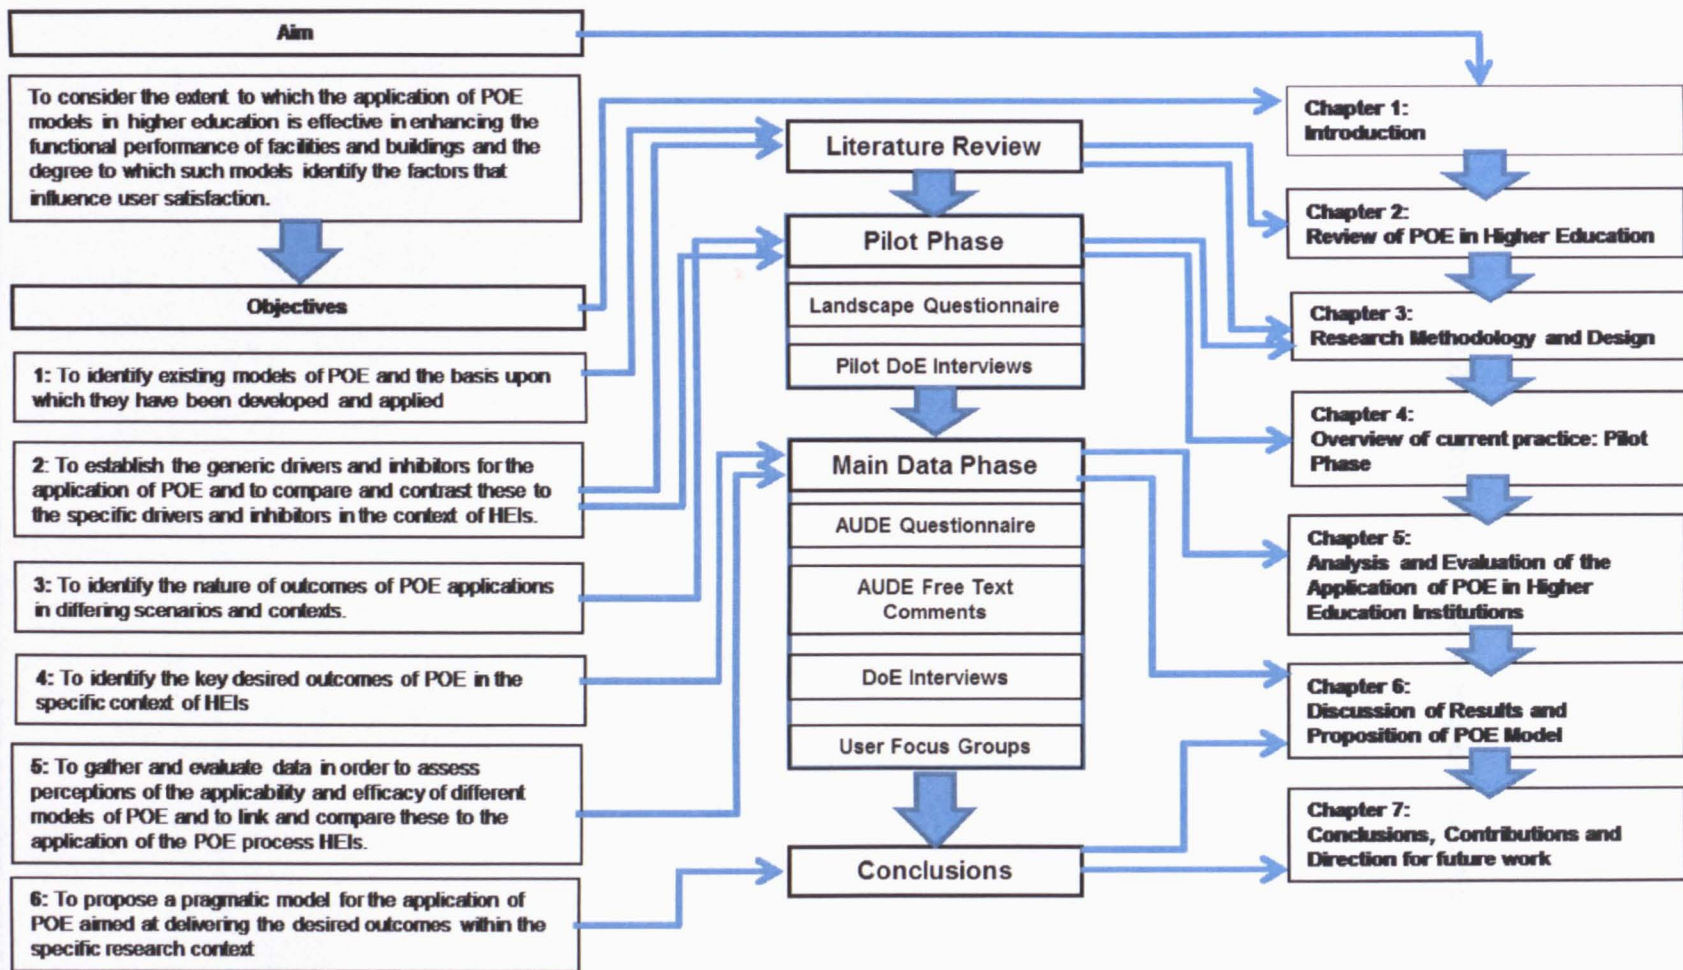 Aim
To consider the extent to which the application of POE
models in higher education is effective in enhancing the
functional performance of facilities and buildings and the
degree to which such models identify the factors that
influence user satisfaction.
Objectives
1: To identify existing models of POE and the basis upon
which they have been developed and applied
2: To establish the generic drivers and inhibitors for the
application of POE and to compare and contrast these to
the specific drivers and inhibitors in the context of HEIs.
3: To identify the nature of outcomes of POE applications
in differing scenarios and contexts.
4: To identify the key desired outcomes of POE in the
specific context of HEIs
5: To gather and evaluate data in order to assess
perceptions of the applicability and efficacy of different
models of POE and to link and compare these to the
application of the POE process HEIs.
6: To propose a pragmatic model for the application of
POE aimed at delivering the desired outcomes within the
specific research context
Literature Review
Pilot Phase
Landscape Questionnaire
Pilot DoE Interviews
Main Data Phase
AUDE Questionnaire
AUDE Free Text
Comments
DoE Interviews
User Focus Groups
Conclusions
Chapter 1:
Introduction
Chapter 2:
Review of POE in Higher Education
Chapter 3:
Research Methodology and Design
Chapter 4:
Overview of current practice: Pilot
Phase
Chapter 5:
Analysis and Evaluation of the
Application of POE in Higher
Education Institutions
Chapter 6:
Discussion of Results and
Proposition of POE Model
Chapter 7:
Conclusions, Contributions and
Direction for future work